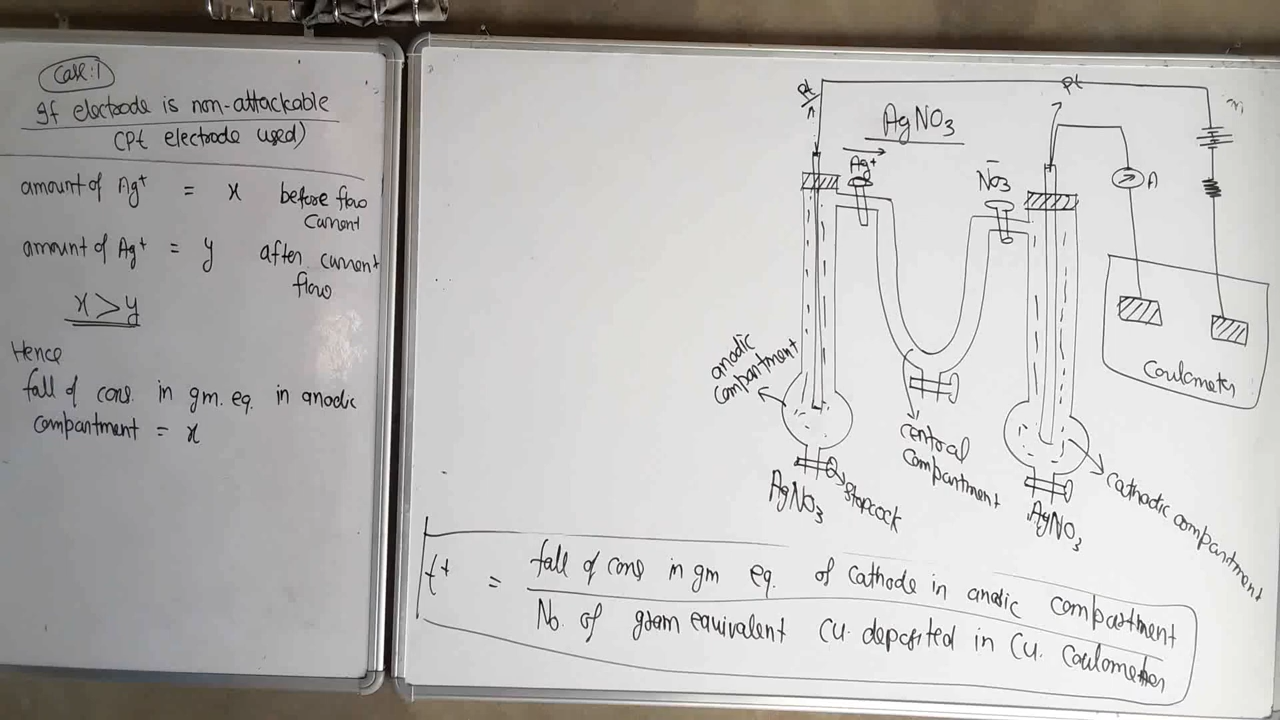 Case:1
If electrode is non-attackable
(Pt electrode used)
amount of Ag+ = x before flow
current
amount of Ag+ = y after current
flow
x > y
Hence
fall of conc. in gm. eq. in anodic
compartment = x
Pt
Pt
AgNO3
Ag+
NO3-
A
anodic
compartment
Coulometer
central
compartment
cathodic compartment
Stopcock
AgNO3
AgNO3
t+ = fall of conc in gm eq. of cathode in anodic compartment
No. of gram equivalent Cu. deposited in Cu. Coulometer